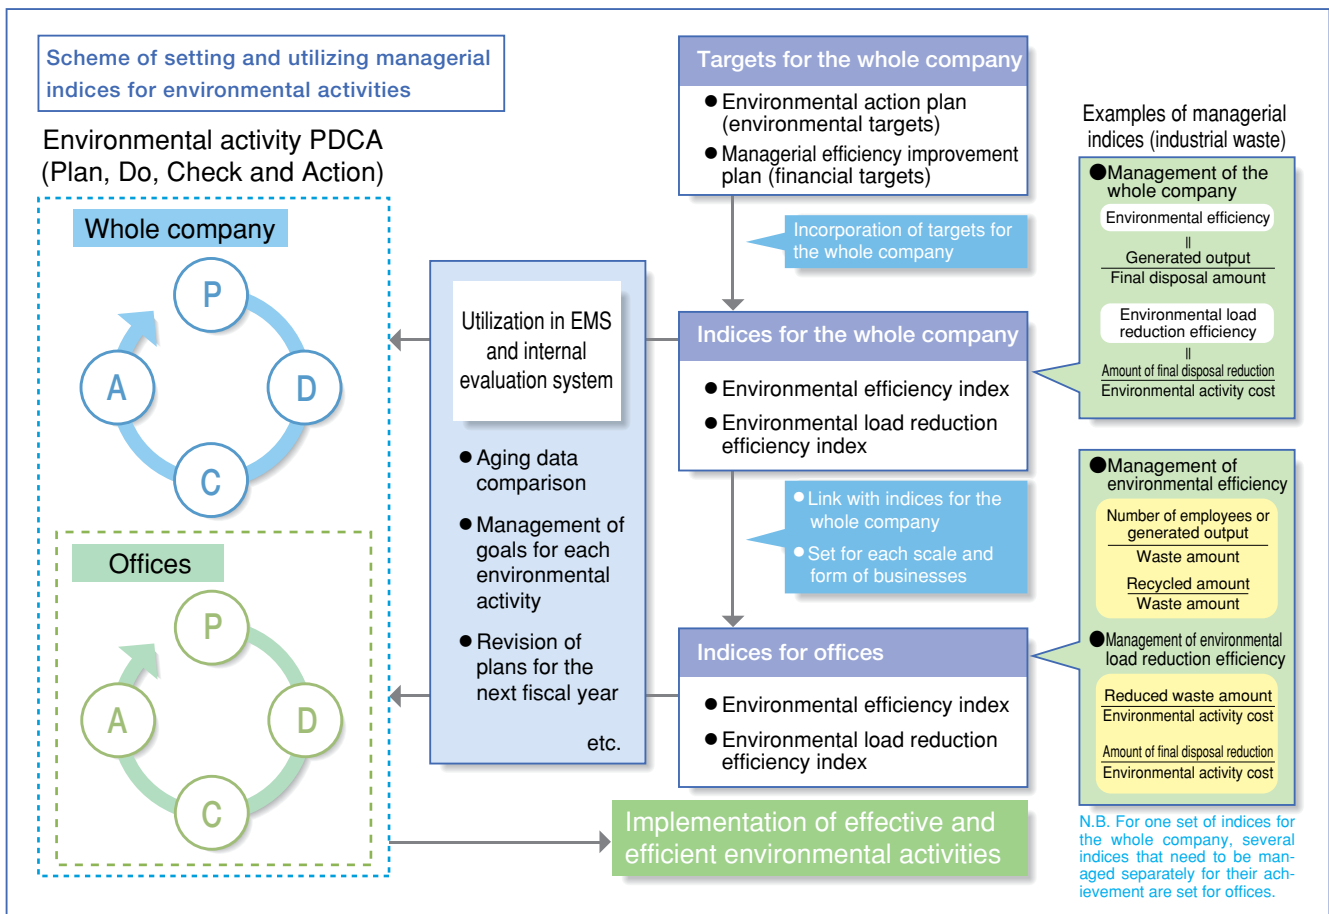 Scheme of setting and utilizing managerial
indices for environmental activities
Environmental activity PDCA
(Plan, Do, Check and Action)
Whole company
P
D
C
A
Offices
P
D
C
A
Utilization in EMS
and internal
evaluation system
● Aging data
comparison
● Management of
goals for each
environmental
activity
● Revision of
plans for the
next fiscal year
etc.
Targets for the whole company
● Environmental action plan
(environmental targets)
● Managerial efficiency improvement
plan (financial targets)
Incorporation of targets for
the whole company
Indices for the whole company
● Environmental efficiency index
● Environmental load reduction
efficiency index
● Link with indices for the
whole company
● Set for each scale and
form of businesses
Indices for offices
● Environmental efficiency index
● Environmental load reduction
efficiency index
Implementation of effective and
efficient environmental activities
Examples of managerial
indices (industrial waste)
● Management of the
whole company
Environmental efficiency
=
Generated output
Final disposal amount
Environmental load
reduction efficiency
=
Amount of final disposal reduction
Environmental activity cost
● Management of
environmental efficiency
Number of employees or
generated output
Waste amount
Recycled amount
Waste amount
● Management of environmental
load reduction efficiency
Reduced waste amount
Environmental activity cost
Amount of final disposal reduction
Environmental activity cost
N.B. For one set of indices for
the whole company, several
indices that need to be man-
aged separately for their ach-
ievement are set for offices.